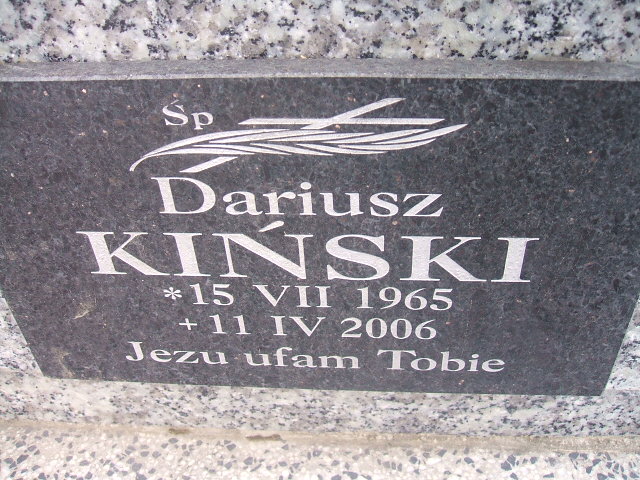 Śp
Dariusz
KIŃSKI
* 15 VII 1965
+ 11 IV 2006
Jezu ufam Tobie